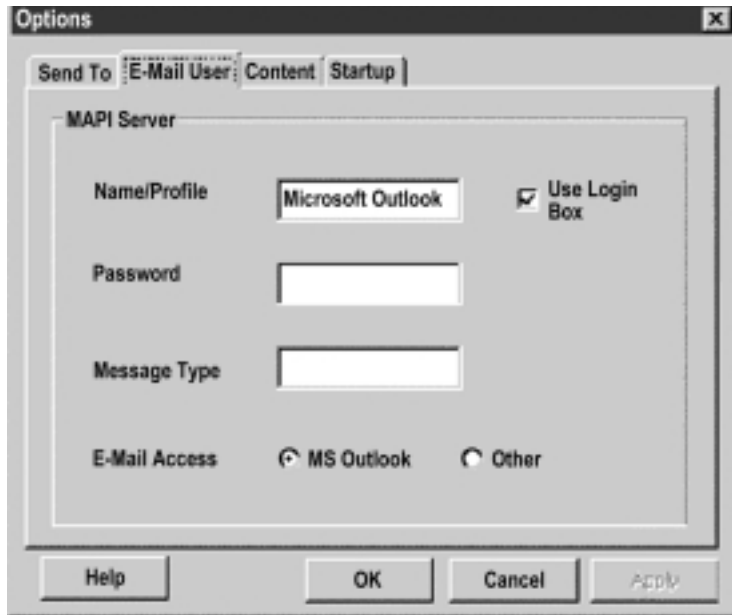 Options
Send To E-Mail User Content Startup
MAPI Server
Name/Profile Microsoft Outlook Use Login
Box
Password
Message Type
E-Mail Access MS Outlook Other
Help OK Cancel Apply